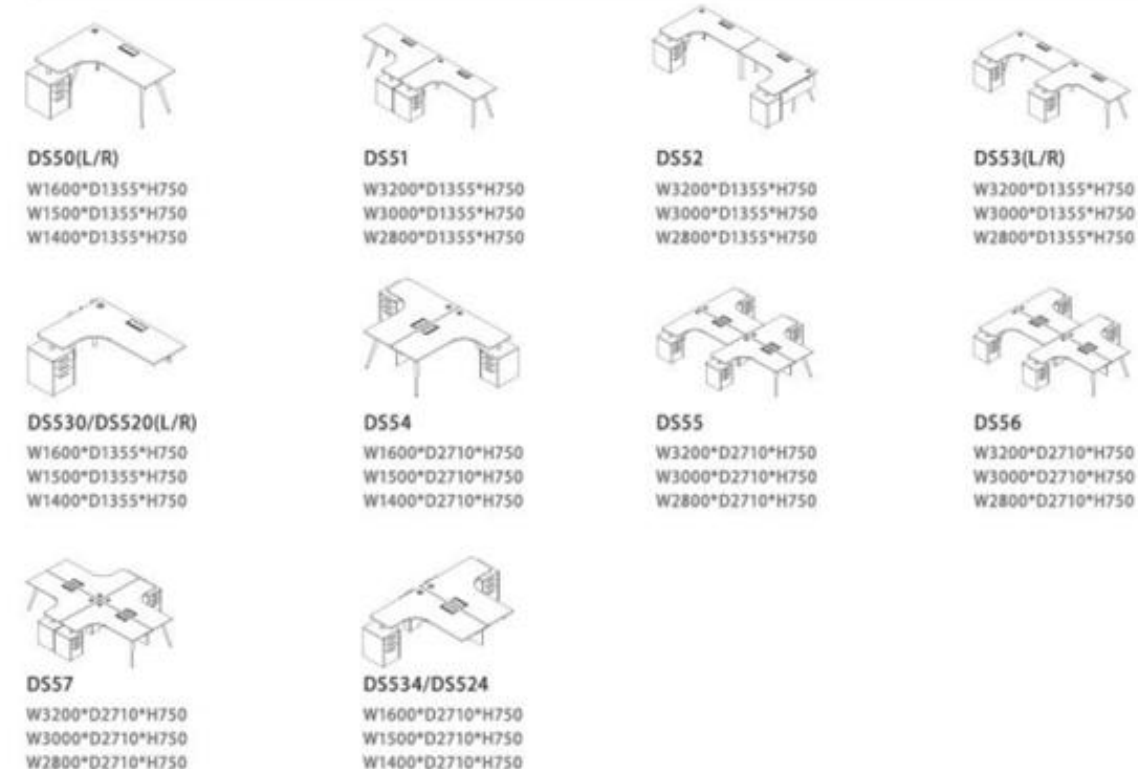 DS50(L/R)
W1600*D1355*H750
W1500*D1355*H750
W1400*D1355*H750
DS51
W3200*D1355*H750
W3000*D1355*H750
W2800*D1355*H750
DS52
W3200*D1355*H750
W3000*D1355*H750
W2800*D1355*H750
DS53(L/R)
W3200*D1355*H750
W3000*D1355*H750
W2800*D1355*H750
DS530/DS520(L/R)
W1600*D1355*H750
W1500*D1355*H750
W1400*D1355*H750
DS54
W1600*D2710*H750
W1500*D2710*H750
W1400*D2710*H750
DS55
W3200*D2710*H750
W3000*D2710*H750
W2800*D2710*H750
DS56
W3200*D2710*H750
W3000*D2710*H750
W2800*D2710*H750
DS57
W3200*D2710*H750
W3000*D2710*H750
W2800*D2710*H750
DS534/DS524
W1600*D2710*H750
W1500*D2710*H750
W1400*D2710*H750